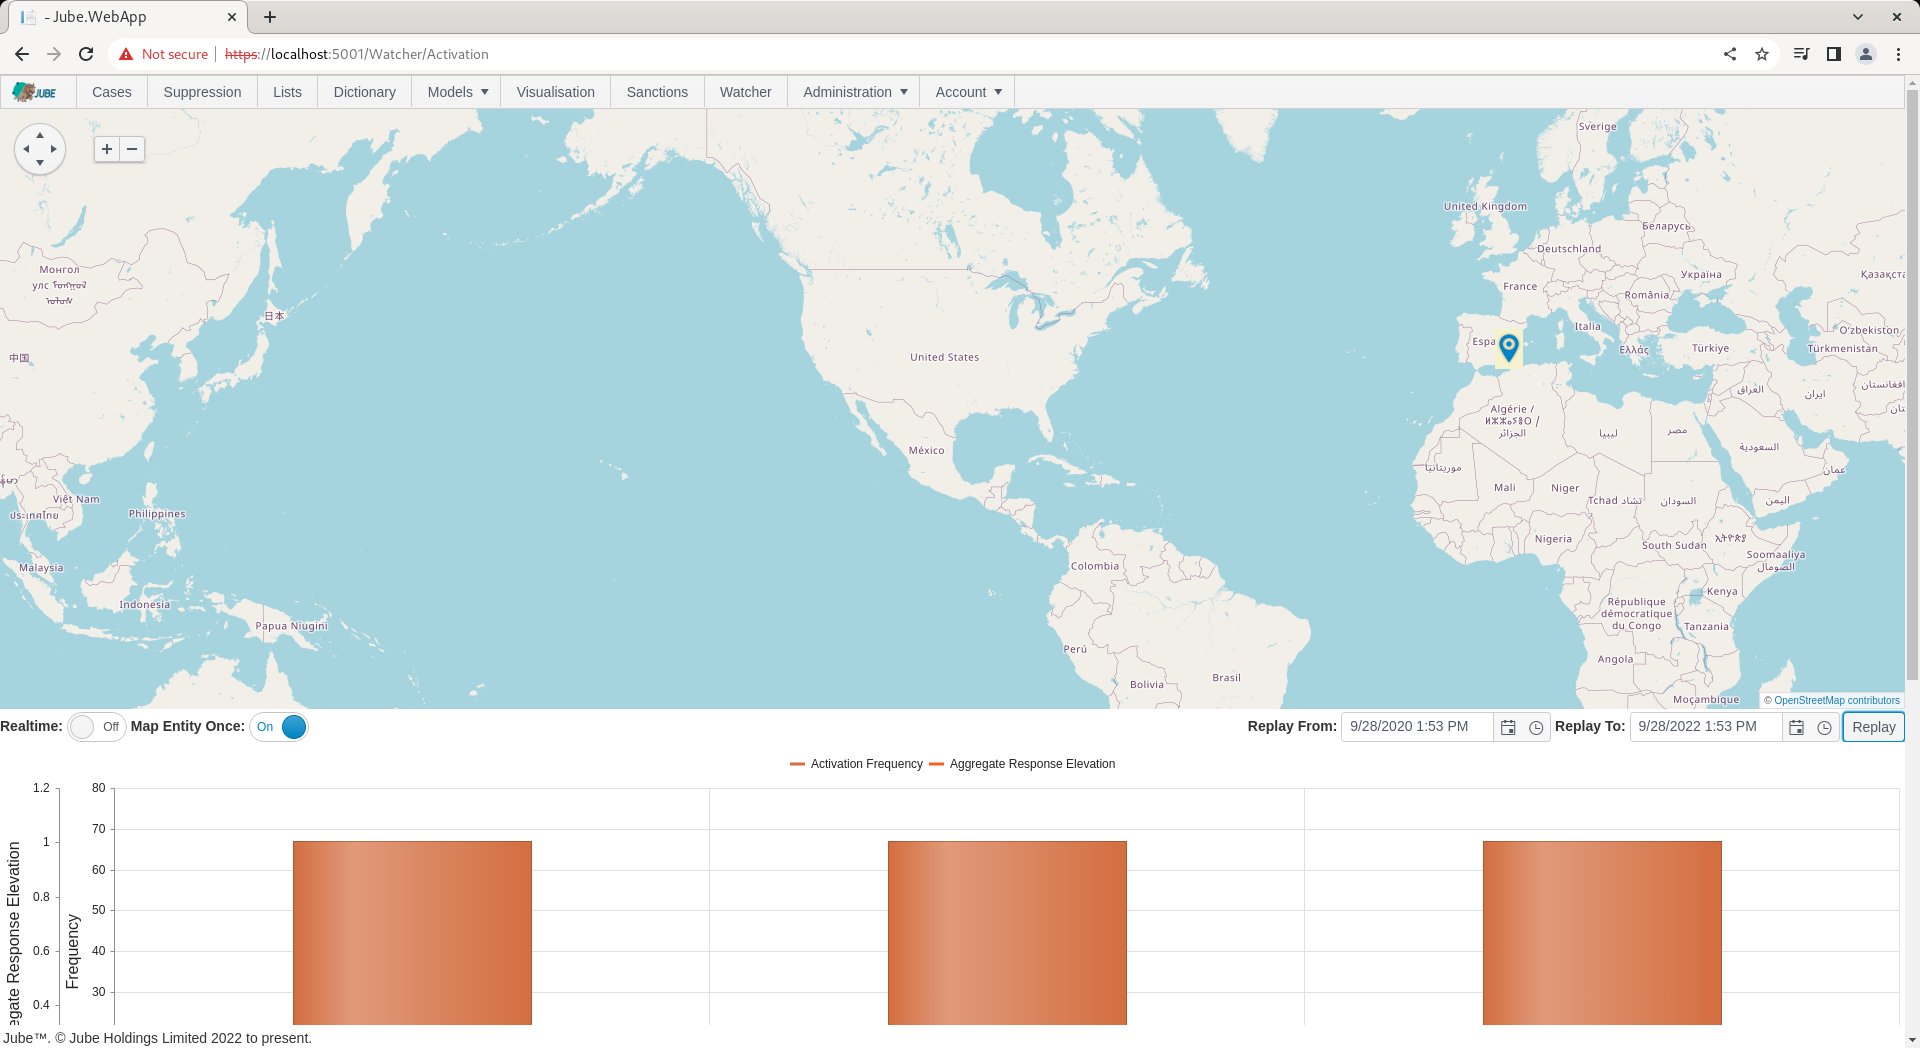 - Jube.WebApp
Not secure https://localhost:5001/Watcher/Activation
JUBE Cases Suppression Lists Dictionary Models Visualisation Sanctions Watcher Administration Account
Sverige
United Kingdom
Беларусь
Deutschland
Монгол
улс
Україна
Қазақста
France
România
日本
Italia
O'zbekiston
Espa
Türkiye
Türkmenistan
Ελλάς
中国
United States
افغانستان
العراق
ایران
Algérie /
ⵍⵣⵣⴰⵢⴻⵔ /
الجزائر
ليبيا
مصر
السعودية
México
موريتانيا
عمان
Mali
Niger
Tchad تشاد
السودان
اليمن
Việt Nam
ประเทศไทย
Philippines
Nigeria
South Sudan
ኢትዮጵያ
Soomaaliya
الصومال
Malaysia
Colombia
Kenya
Indonesia
République
démocratique
du Congo
Papua Niugini
Tanzania
Perú
Angola
Brasil
Bolivia
Moçambique
© OpenStreetMap contributors
Realtime: Off Map Entity Once: On Replay From: 9/28/2020 1:53 PM Replay To: 9/28/2022 1:53 PM Replay
Activation Frequency Aggregate Response Elevation
1.2 80
70
1
60
0.8
50
0.6 40
30
0.4
egate Response Elevation
Frequency
Jube™. © Jube Holdings Limited 2022 to present.